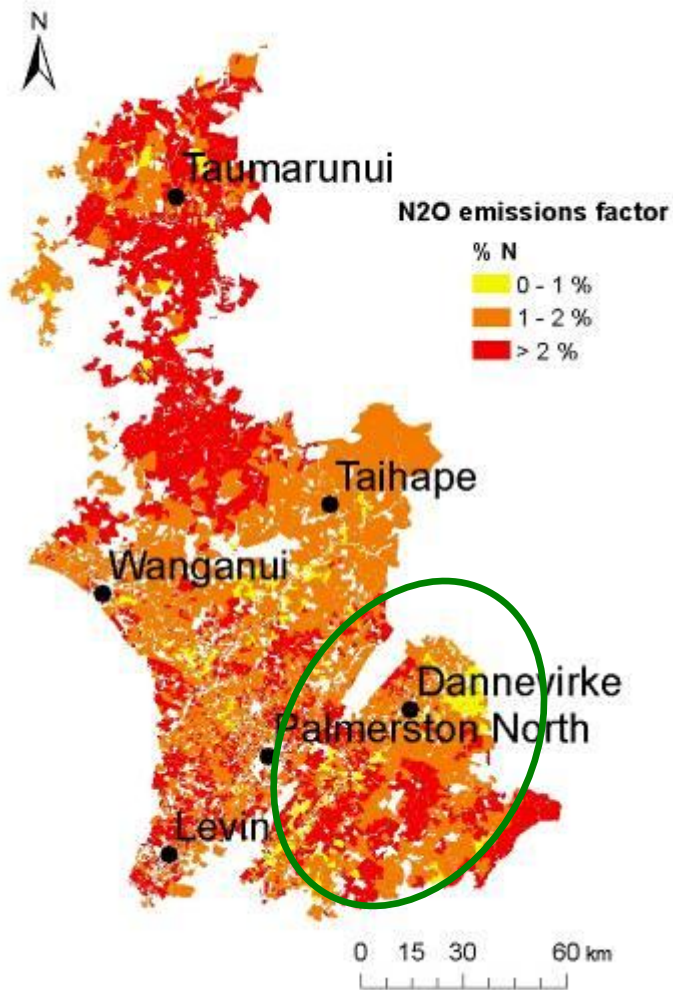 N
Taumarunui
N2O emissions factor
% N
0 - 1 %
1 - 2 %
> 2 %
Taihape
Wanganui
Dannevirke
Palmerston North
Levin
0 15 30 60 km